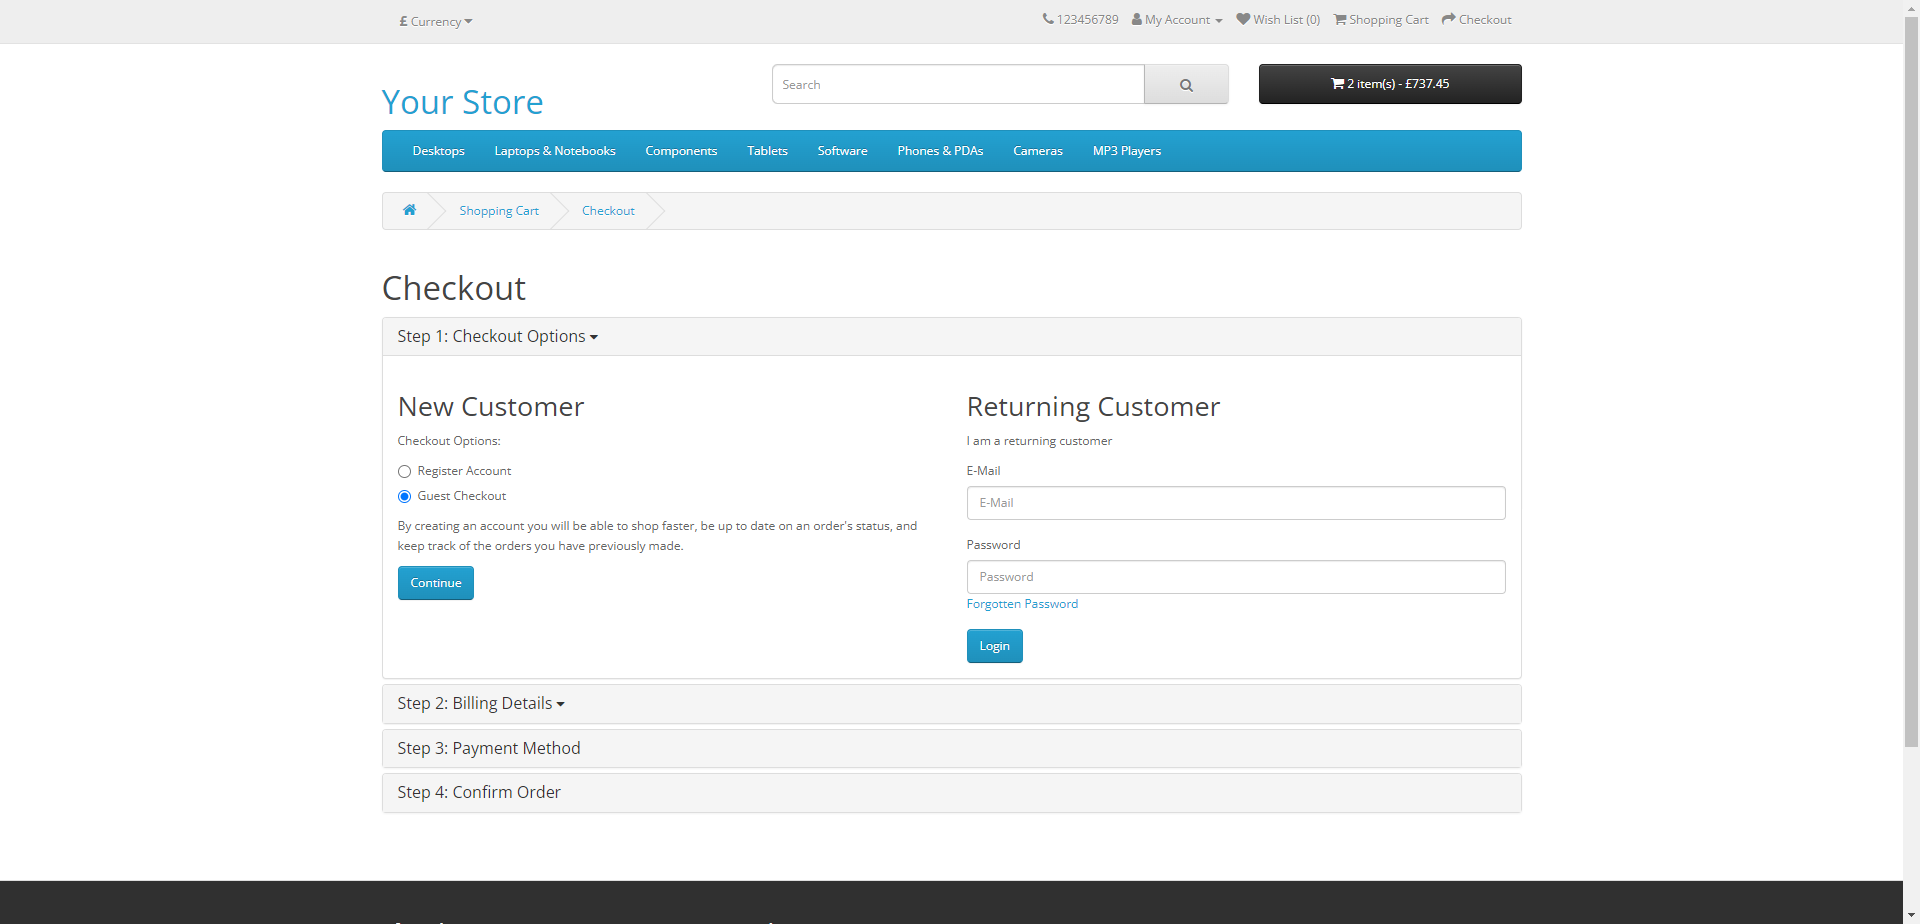 £ Currency
123456789 My Account Wish List (0) Shopping Cart Checkout
Your Store
Search
2 item(s) - £737.45
Desktops Laptops & Notebooks Components Tablets Software Phones & PDAs Cameras MP3 Players
Shopping Cart Checkout
Checkout
Step 1: Checkout Options
New Customer
Checkout Options:
Register Account
Guest Checkout
By creating an account you will be able to shop faster, be up to date on an order's status, and
keep track of the orders you have previously made.
Continue
Returning Customer
I am a returning customer
E-Mail
E-Mail
Password
Password
Forgotten Password
Login
Step 2: Billing Details
Step 3: Payment Method
Step 4: Confirm Order